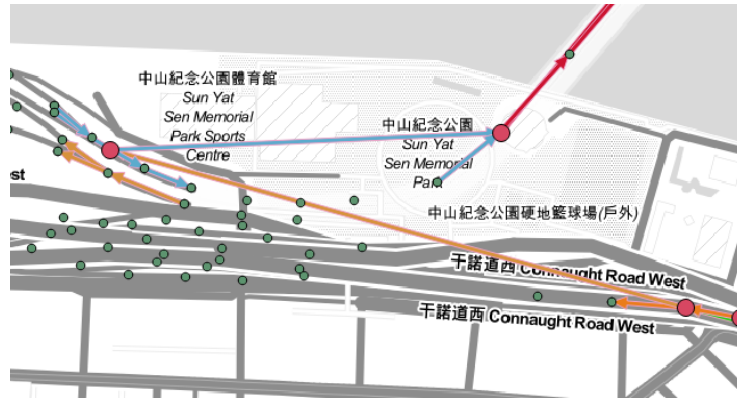 中山紀念公園體育館
Sun Yat
Sen Memorial
Park Sports
Centre
中山紀念公園
Sun Yat
Sen Memorial
Park
est
中山紀念公園硬地籃球場(戶外)
干諾道西 Connaught Road West
干諾道西 Connaught Road West